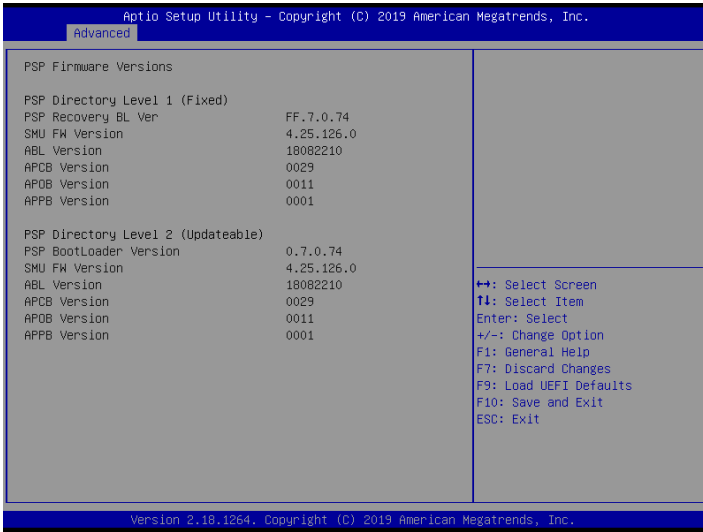 Aptio Setup Utility – Copyright (C) 2019 American Megatrends, Inc.
Advanced
PSP Firmware Versions
PSP Directory Level 1 (Fixed)
PSP Recovery BL Ver FF.7.0.74
SMU FW Version 4.25.126.0
ABL Version 18082210
APCB Version 0029
APOB Version 0011
APPB Version 0001
PSP Directory Level 2 (Updateable)
PSP BootLoader Version 0.7.0.74
SMU FW Version 4.25.126.0
ABL Version 18082210
APCB Version 0029
APOB Version 0011
APPB Version 0001
↔: Select Screen
↑↓: Select Item
Enter: Select
+/-: Change Option
F1: General Help
F7: Discard Changes
F9: Load UEFI Defaults
F10: Save and Exit
ESC: Exit
Version 2.18.1264. Copyright (C) 2019 American Megatrends, Inc.